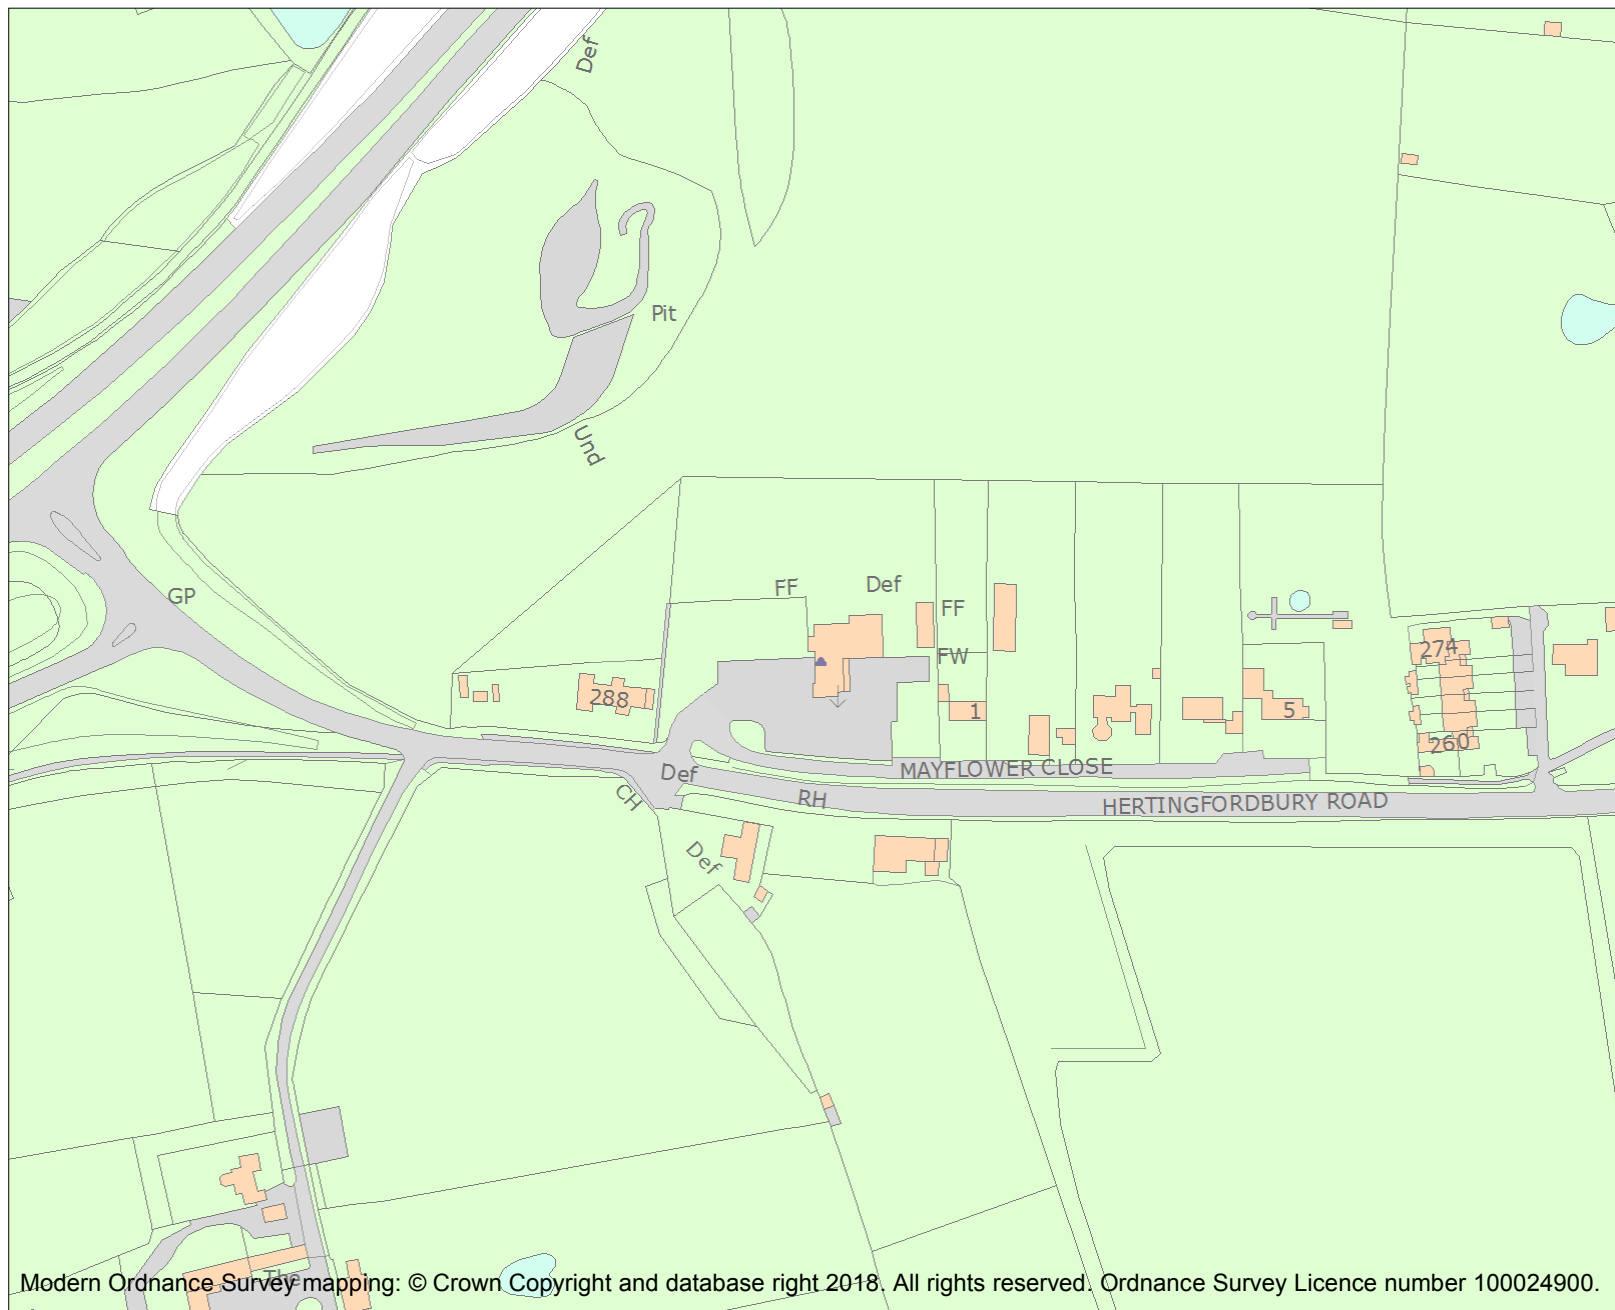 Def
Pit
Und
GP
FF
Def
FF
FW
274
288
1
5
260
Def
MAYFLOWER CLOSE
CH
RH
HERTINGFORDBURY ROAD
Def
The
Modern Ordnance Survey mapping: © Crown Copyright and database right 2018. All rights reserved. Ordnance Survey Licence number 100024900.